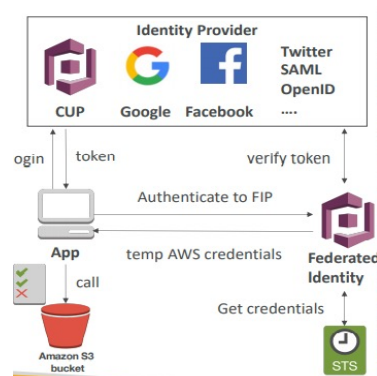 Identity Provider
Twitter
SAML
OpenID
....
CUP Google Facebook
ogin token verify token
Authenticate to FIP
temp AWS credentials
App
Federated
Identity
call
Get credentials
Amazon S3
bucket
STS